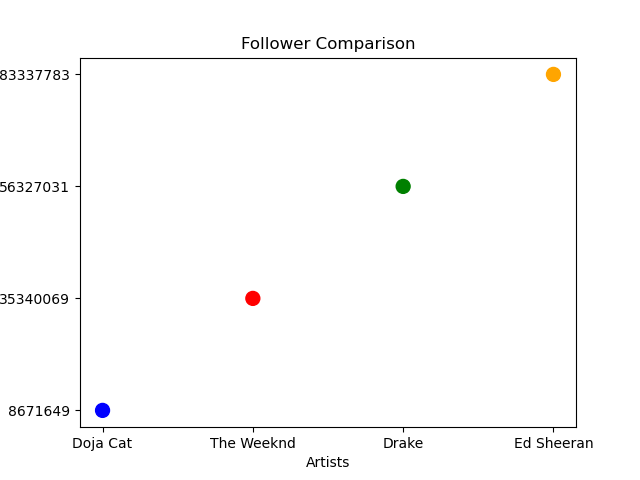 Follower Comparison
83337783
56327031
35340069
8671649
Doja Cat The Weeknd Drake Ed Sheeran
Artists